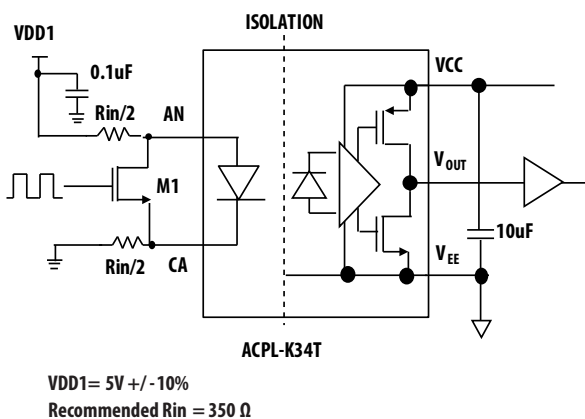 ISOLATION
VDD1
0.1uF
Rin/2
AN
M1
Rin/2
CA
VCC
VOUT
VEE
10uF
ACPL-K34T
VDD1= 5V +/-10%
Recommended Rin = 350 Ω